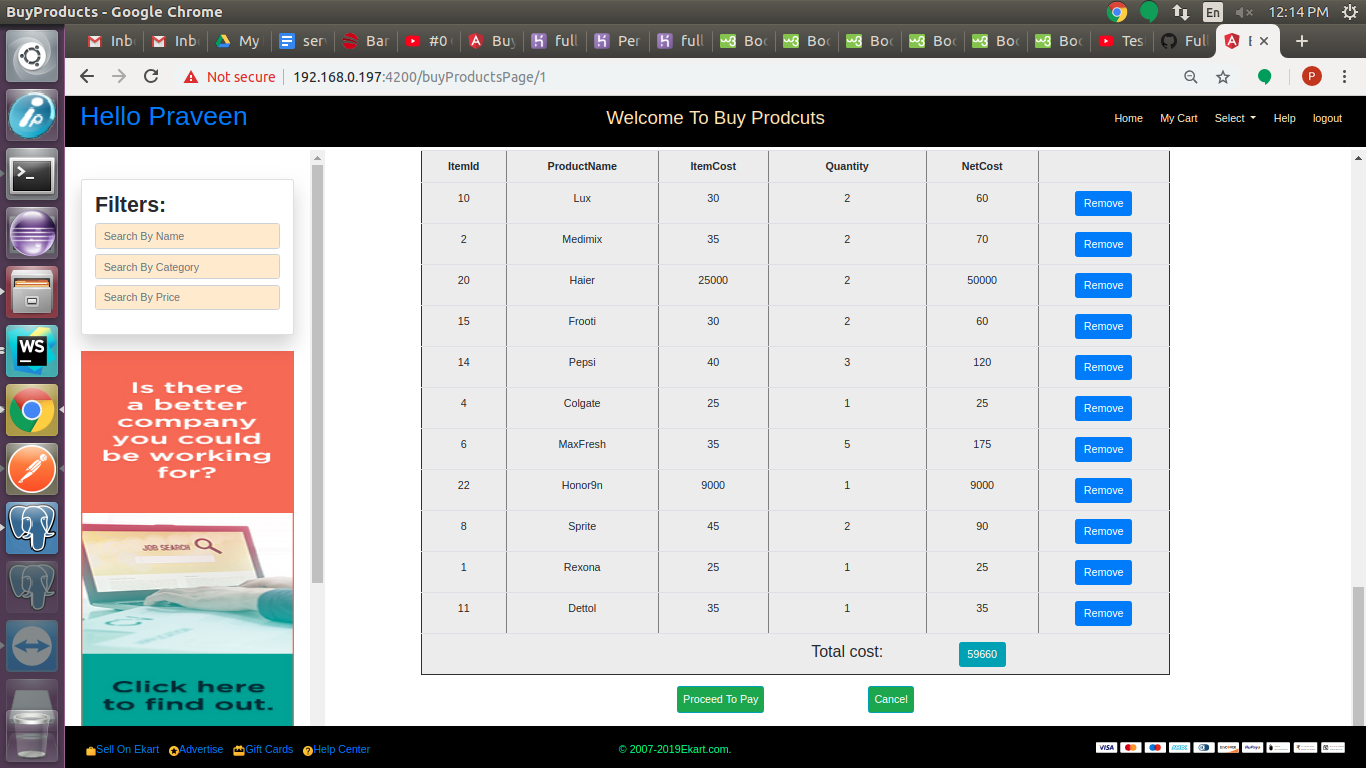 BuyProducts - Google Chrome
En
12:14 PM
Inb
Inb
My
ser
Bar
#0
Buy
full
Per
full
Boo
Boo
Boo
Boo
Boo
Boo
Tes
Ful
Not secure
192.168.0.197:4200/buyProductsPage/1
P
Hello Praveen
Welcome To Buy Prodcuts
Home My Cart Select Help logout
Filters:
Search By Name
Search By Category
Search By Price
Is there
a better
company
you could
be working
for?
JOB SEARCH
Click here
to find out.
ItemId ProductName ItemCost Quantity NetCost
10 Lux 30 2 60 Remove
2 Medimix 35 2 70 Remove
20 Haier 25000 2 50000 Remove
15 Frooti 30 2 60 Remove
14 Pepsi 40 3 120 Remove
4 Colgate 25 1 25 Remove
6 MaxFresh 35 5 175 Remove
22 Honor9n 9000 1 9000 Remove
8 Sprite 45 2 90 Remove
1 Rexona 25 1 25 Remove
11 Dettol 35 1 35 Remove
Total cost: 59660
Proceed To Pay Cancel
Sell On Ekart Advertise Gift Cards Help Center
© 2007-2019Ekart.com.
VISA
WS